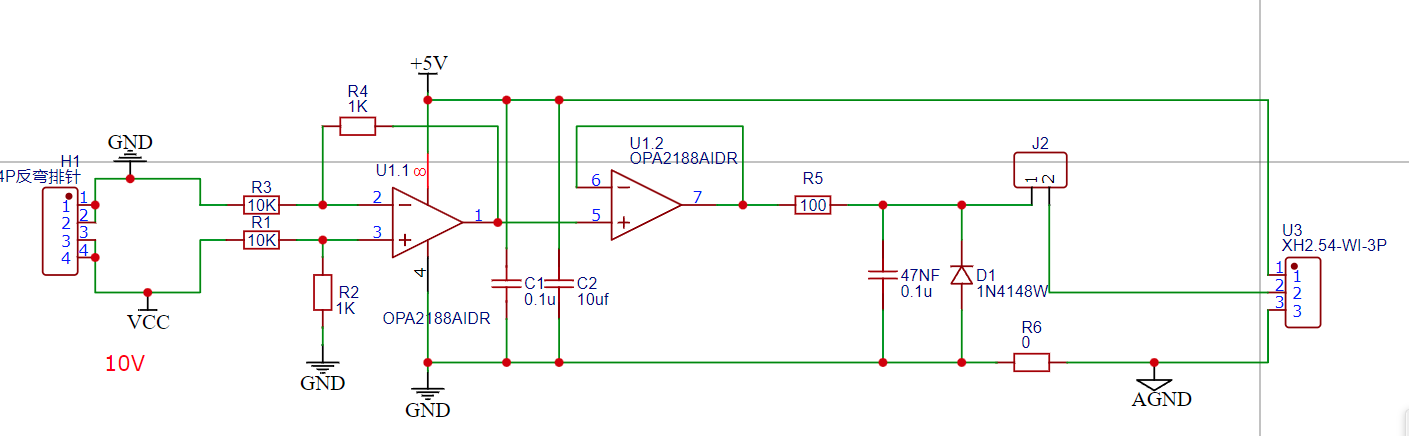 +5V
R4
1K
GND
H1
4P反弯排针
1
2
3
4
1
2
3
4
R3
10K
R1
10K
R2
1K
GND
VCC
10V
U1.1
8
2
3
1
4
OPA2188AIDR
GND
C1
0.1u
C2
10uf
U1.2
OPA2188AIDR
6
5
7
R5
100
47NF
0.1u
D1
1N4148W
J2
1
2
R6
0
AGND
U3
XH2.54-WI-3P
1
2
3
1
2
3